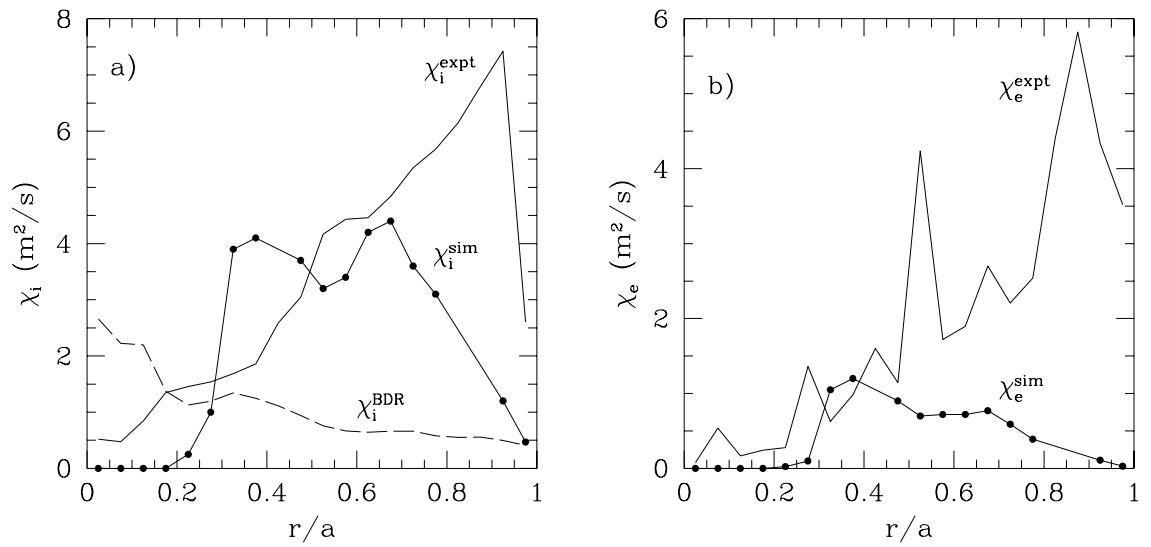 a)
χ_i^expt
χ_i^sim
χ_i^BDR
χ_i (m²/s)
8
6
4
2
0
0 0.2 0.4 0.6 0.8 1
r/a
b)
χ_e^expt
χ_e^sim
χ_e (m²/s)
6
4
2
0
0 0.2 0.4 0.6 0.8 1
r/a